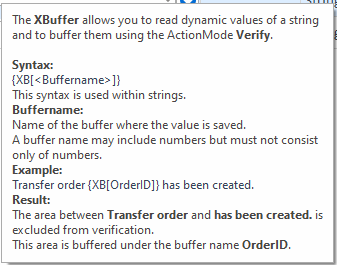 The XBuffer allows you to read dynamic values of a string
and to buffer them using the ActionMode Verify.
Syntax:
{XB[<Buffername>]}
This syntax is used within strings.
Buffername:
Name of the buffer where the value is saved.
A buffer name may include numbers but must not consist
only of numbers.
Example:
Transfer order {XB[OrderID]} has been created.
Result:
The area between Transfer order and has been created. is
excluded from verification.
This area is buffered under the buffer name OrderID.